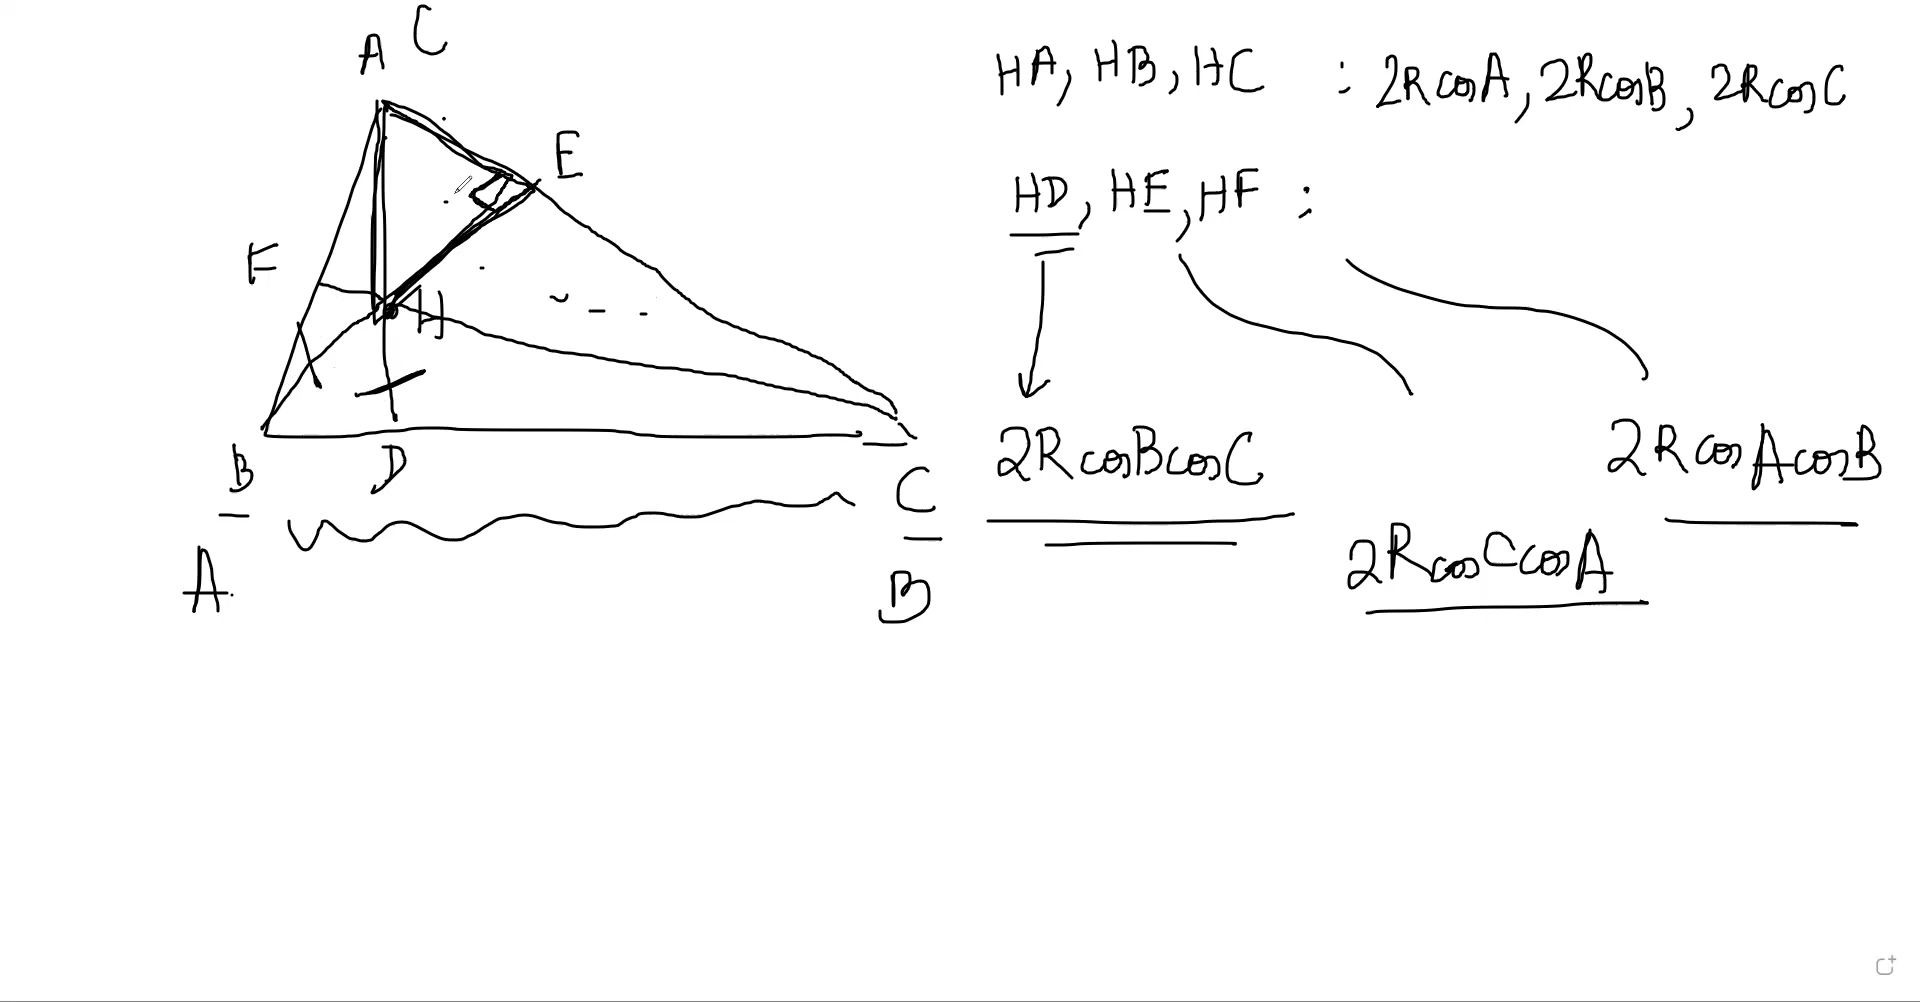 A C
E
F
H
B D C
A B
HA, HB, HC : 2RcosA, 2RcosB, 2RcosC
HD, HE, HF :
2RcosBcosC 2RcosAcosB
2RcosCcosA